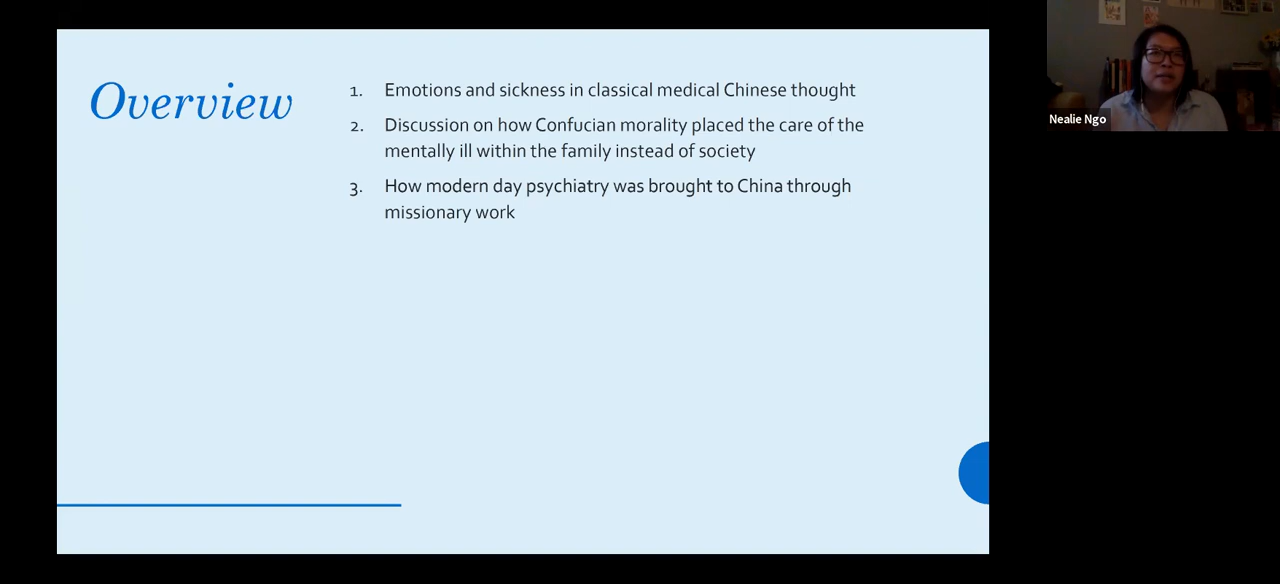 Overview
1. Emotions and sickness in classical medical Chinese thought
2. Discussion on how Confucian morality placed the care of the
mentally ill within the family instead of society
3. How modern day psychiatry was brought to China through
missionary work
Nealie Ngo